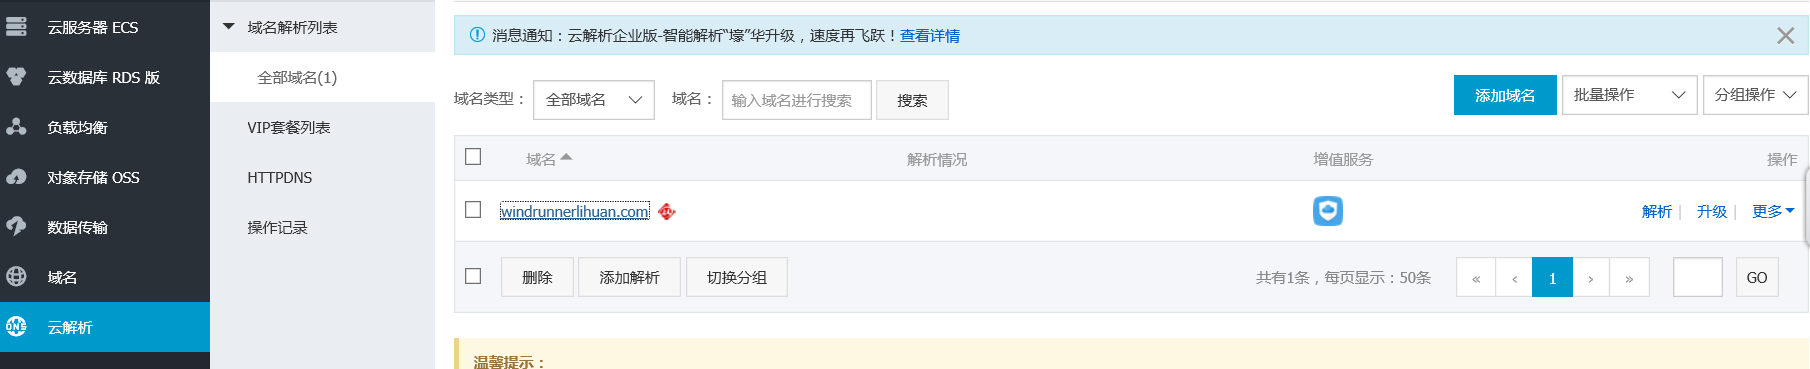 云服务器 ECS
云数据库 RDS 版
负载均衡
对象存储 OSS
数据传输
域名
DNS
云解析
域名解析列表
全部域名(1)
VIP套餐列表
HTTPDNS
操作记录
消息通知：云解析企业版-智能解析“壕”华升级，速度再飞跃！查看详情
域名类型： 全部域名 域名： 输入域名进行搜索 搜索 添加域名 批量操作 分组操作
域名 解析情况 增值服务 操作
windrunnerlihuan.com 解析 | 升级 | 更多
删除 添加解析 切换分组 共有1条，每页显示：50条 « ‹ 1 › » GO
温馨提示：